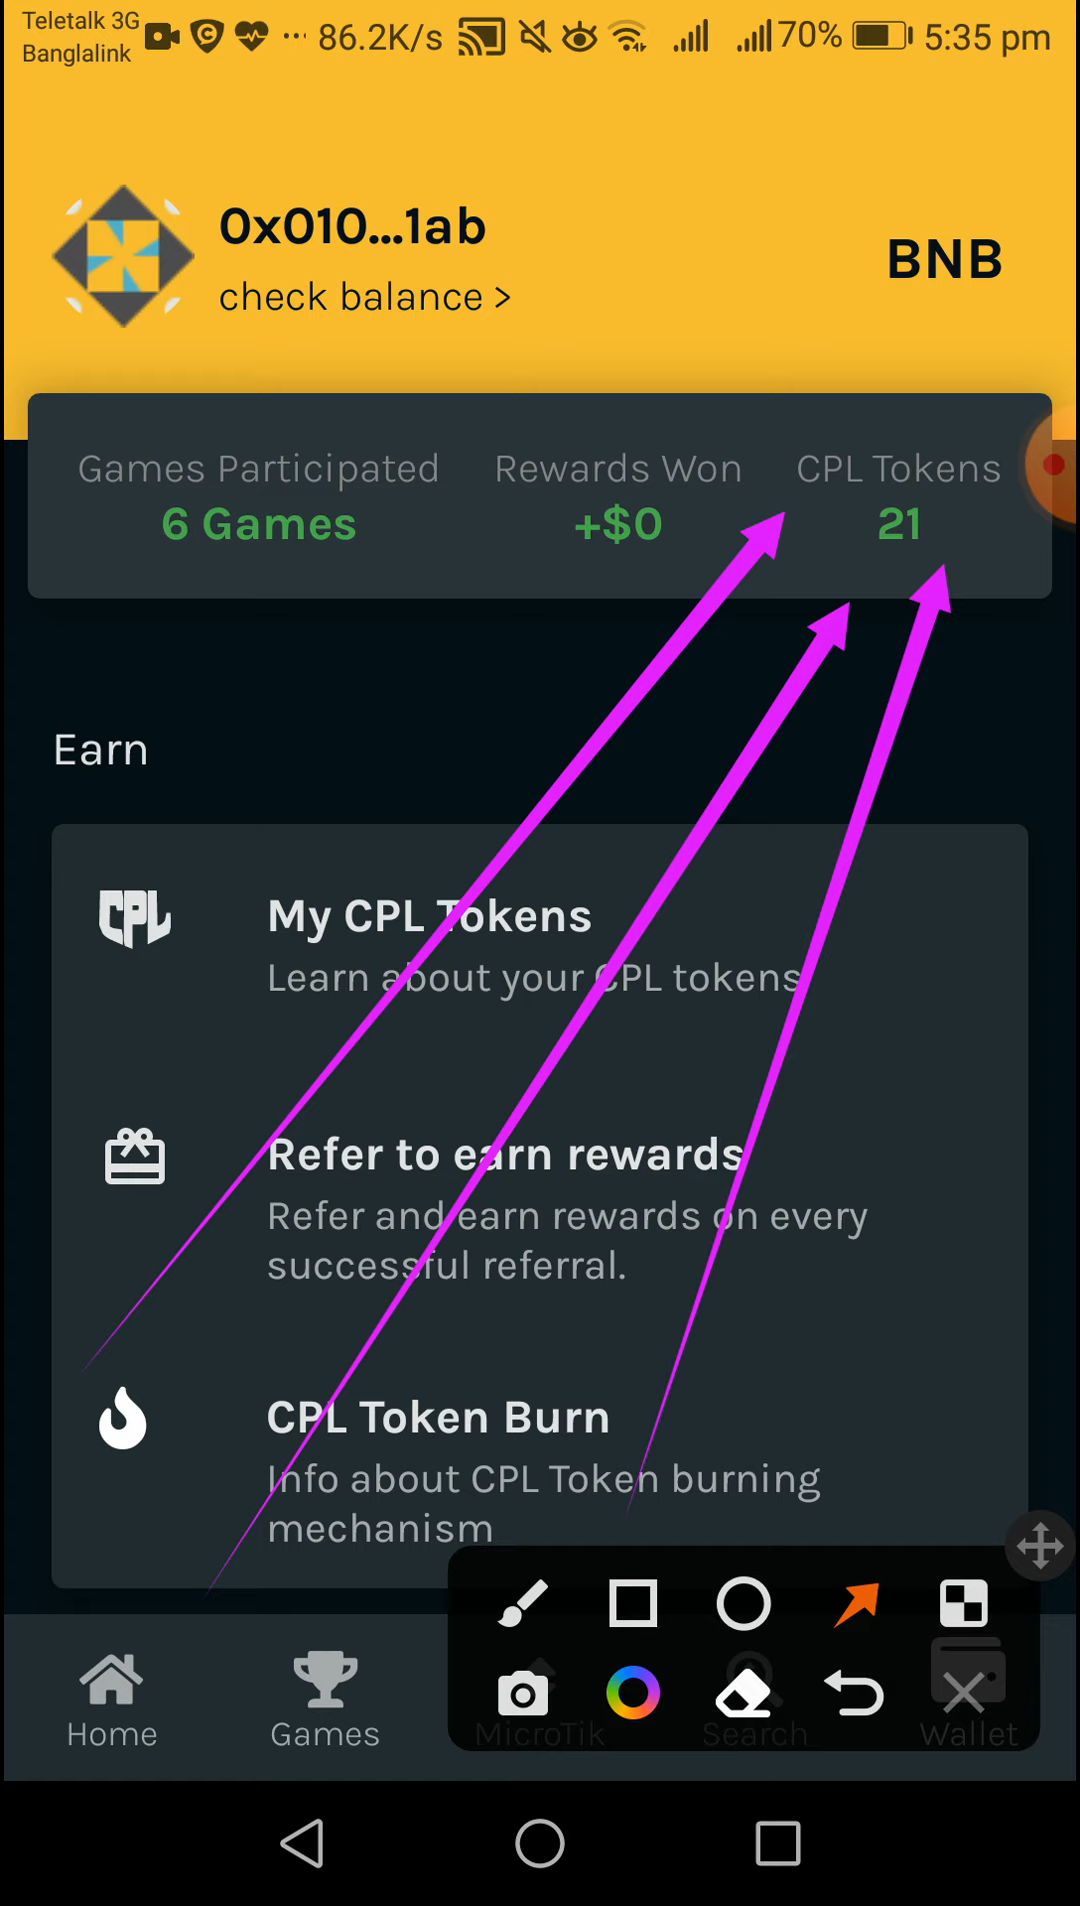 Teletalk 3G
Banglalink
86.2K/s
70%
5:35 pm
0x010...1ab
check balance >
BNB
Games Participated
Rewards Won
CPL Tokens
6 Games
+$0
21
Earn
CPL
My CPL Tokens
Learn about your CPL tokens
Refer to earn rewards
Refer and earn rewards on every
successful referral.
CPL Token Burn
Info about CPL Token burning
mechanism
Home
Games
MicroTik
Search
Wallet